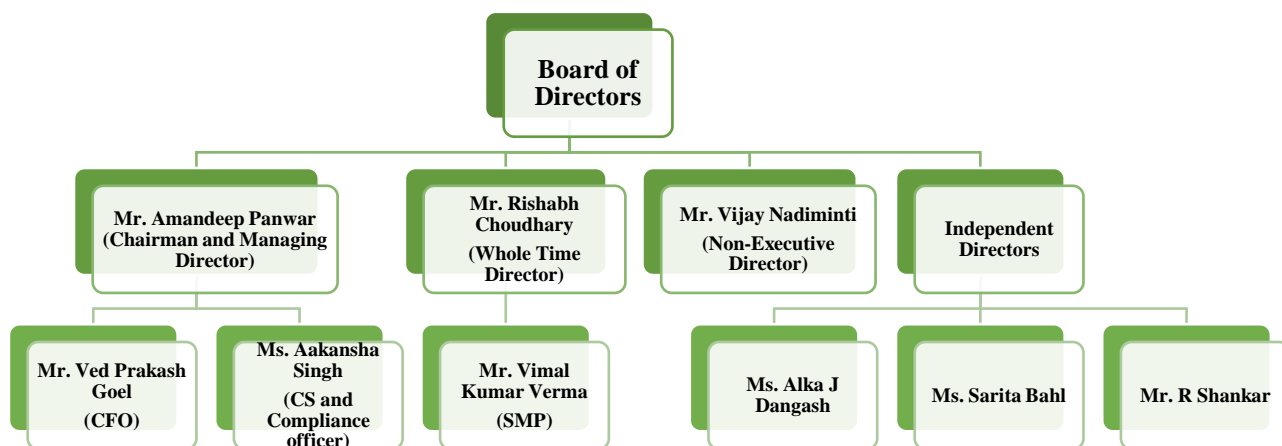 Board of
Directors
Mr. Amandeep Panwar
(Chairman and Managing
Director)
Mr. Rishabh
Choudhary
(Whole Time
Director)
Mr. Vijay Nadiminti
(Non-Executive
Director)
Independent
Directors
Mr. Ved Prakash
Goel
(CFO)
Ms. Aakansha
Singh
(CS and
Compliance
officer)
Mr. Vimal
Kumar Verma
(SMP)
Ms. Alka J
Dangash
Ms. Sarita Bahl
Mr. R Shankar